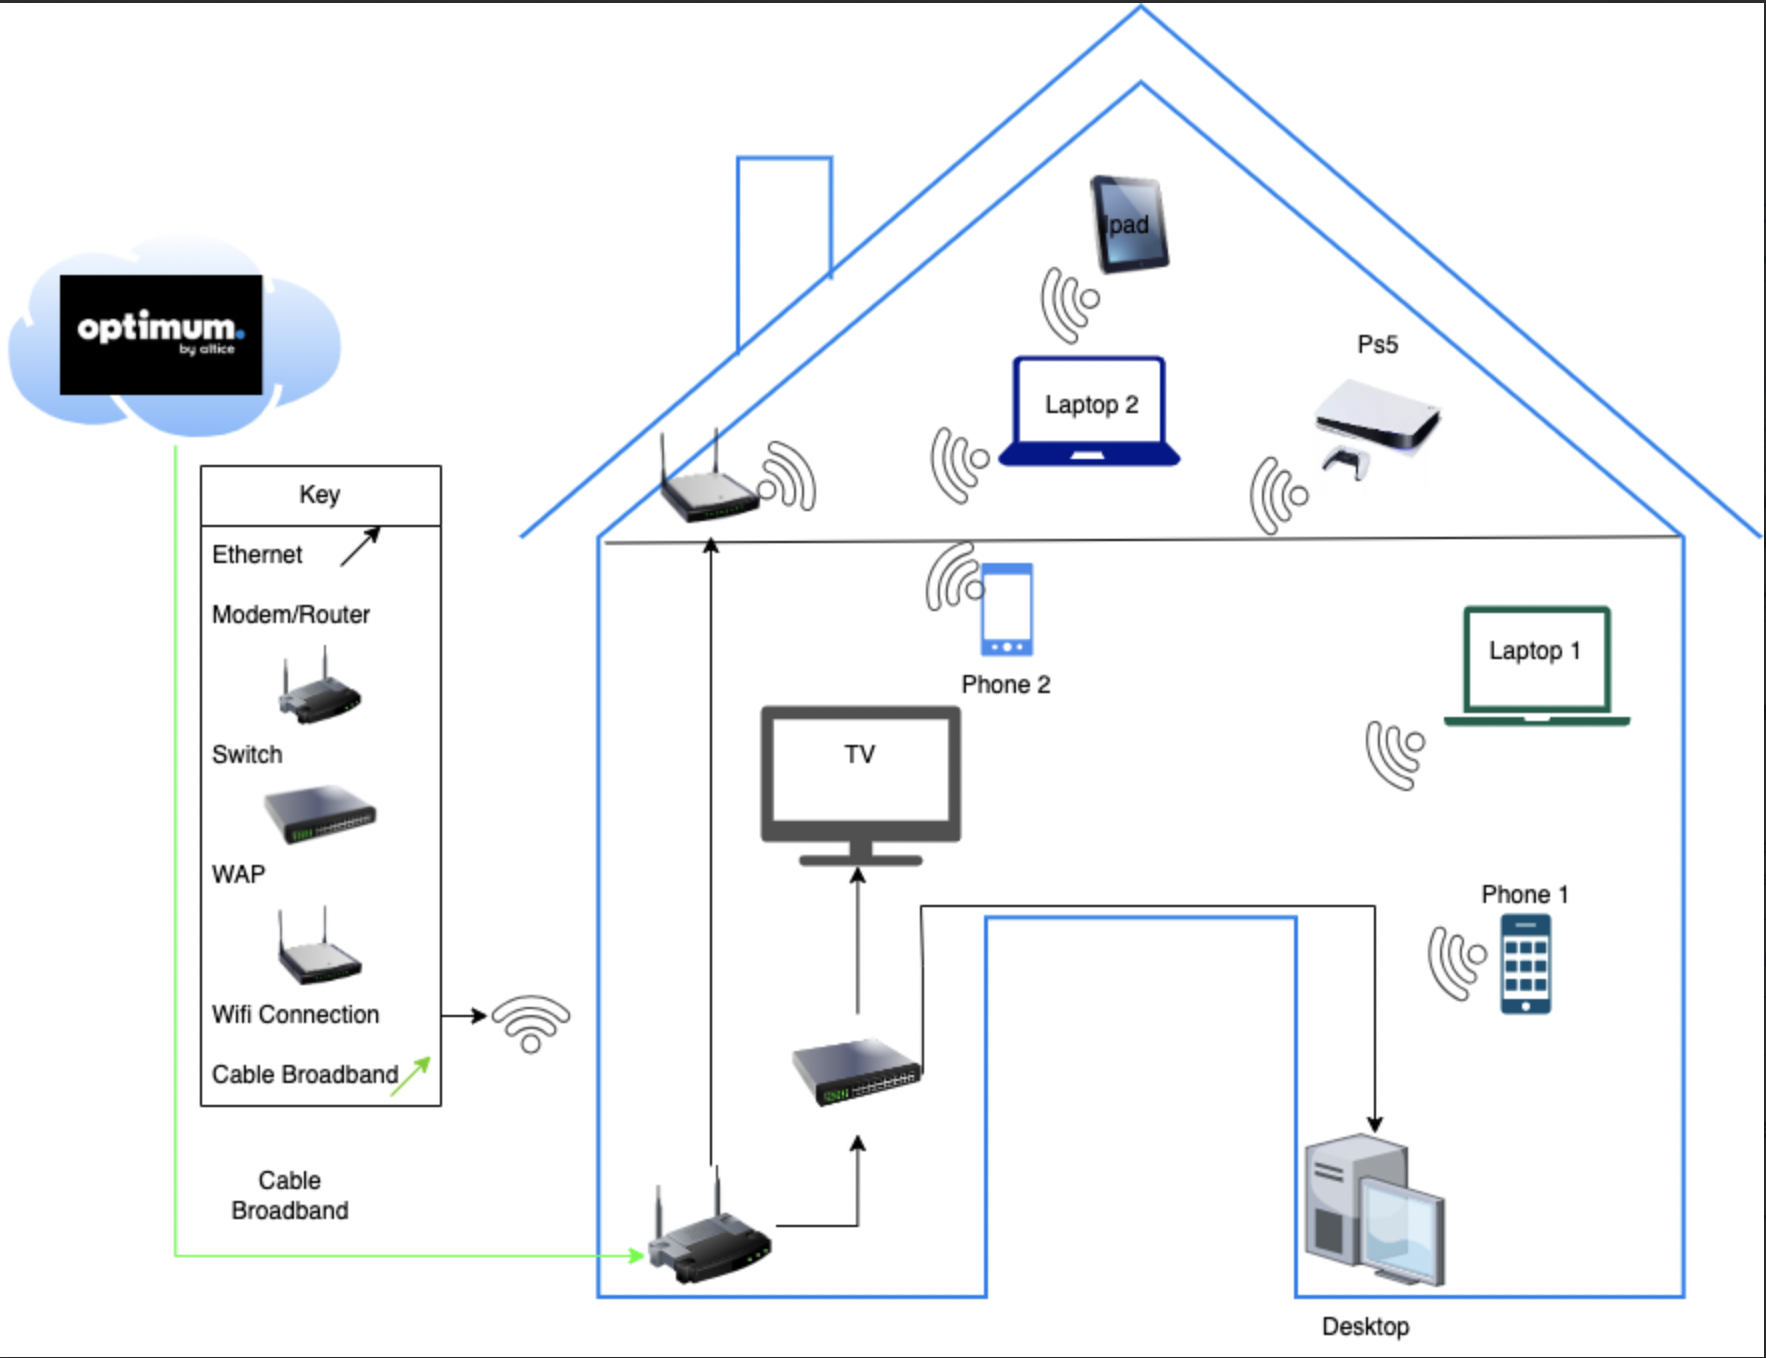 optimum.
by altice
Key
Ethernet
Modem/Router
Switch
WAP
Wifi Connection
Cable Broadband
Cable
Broadband
Ipad
Ps5
Laptop 2
Phone 2
Laptop 1
TV
Phone 1
Desktop